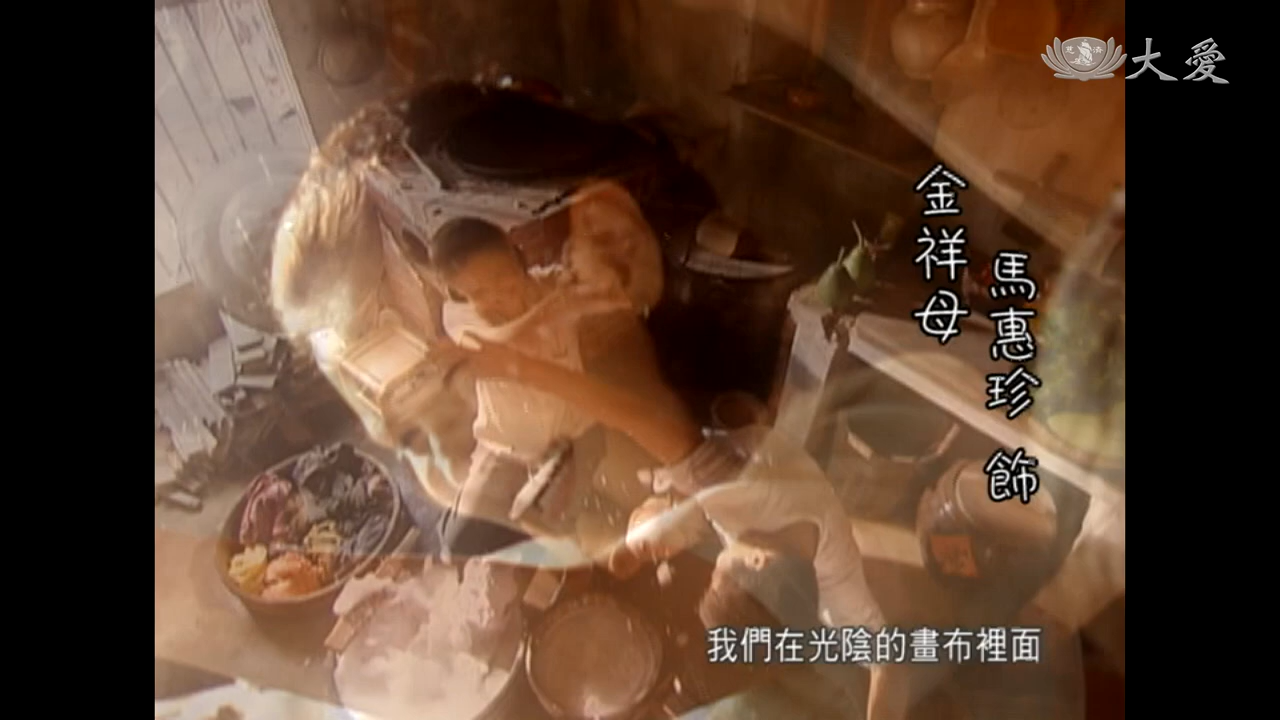 大愛
金祥母
馬惠珍 飾
我們在光陰的畫布裡面